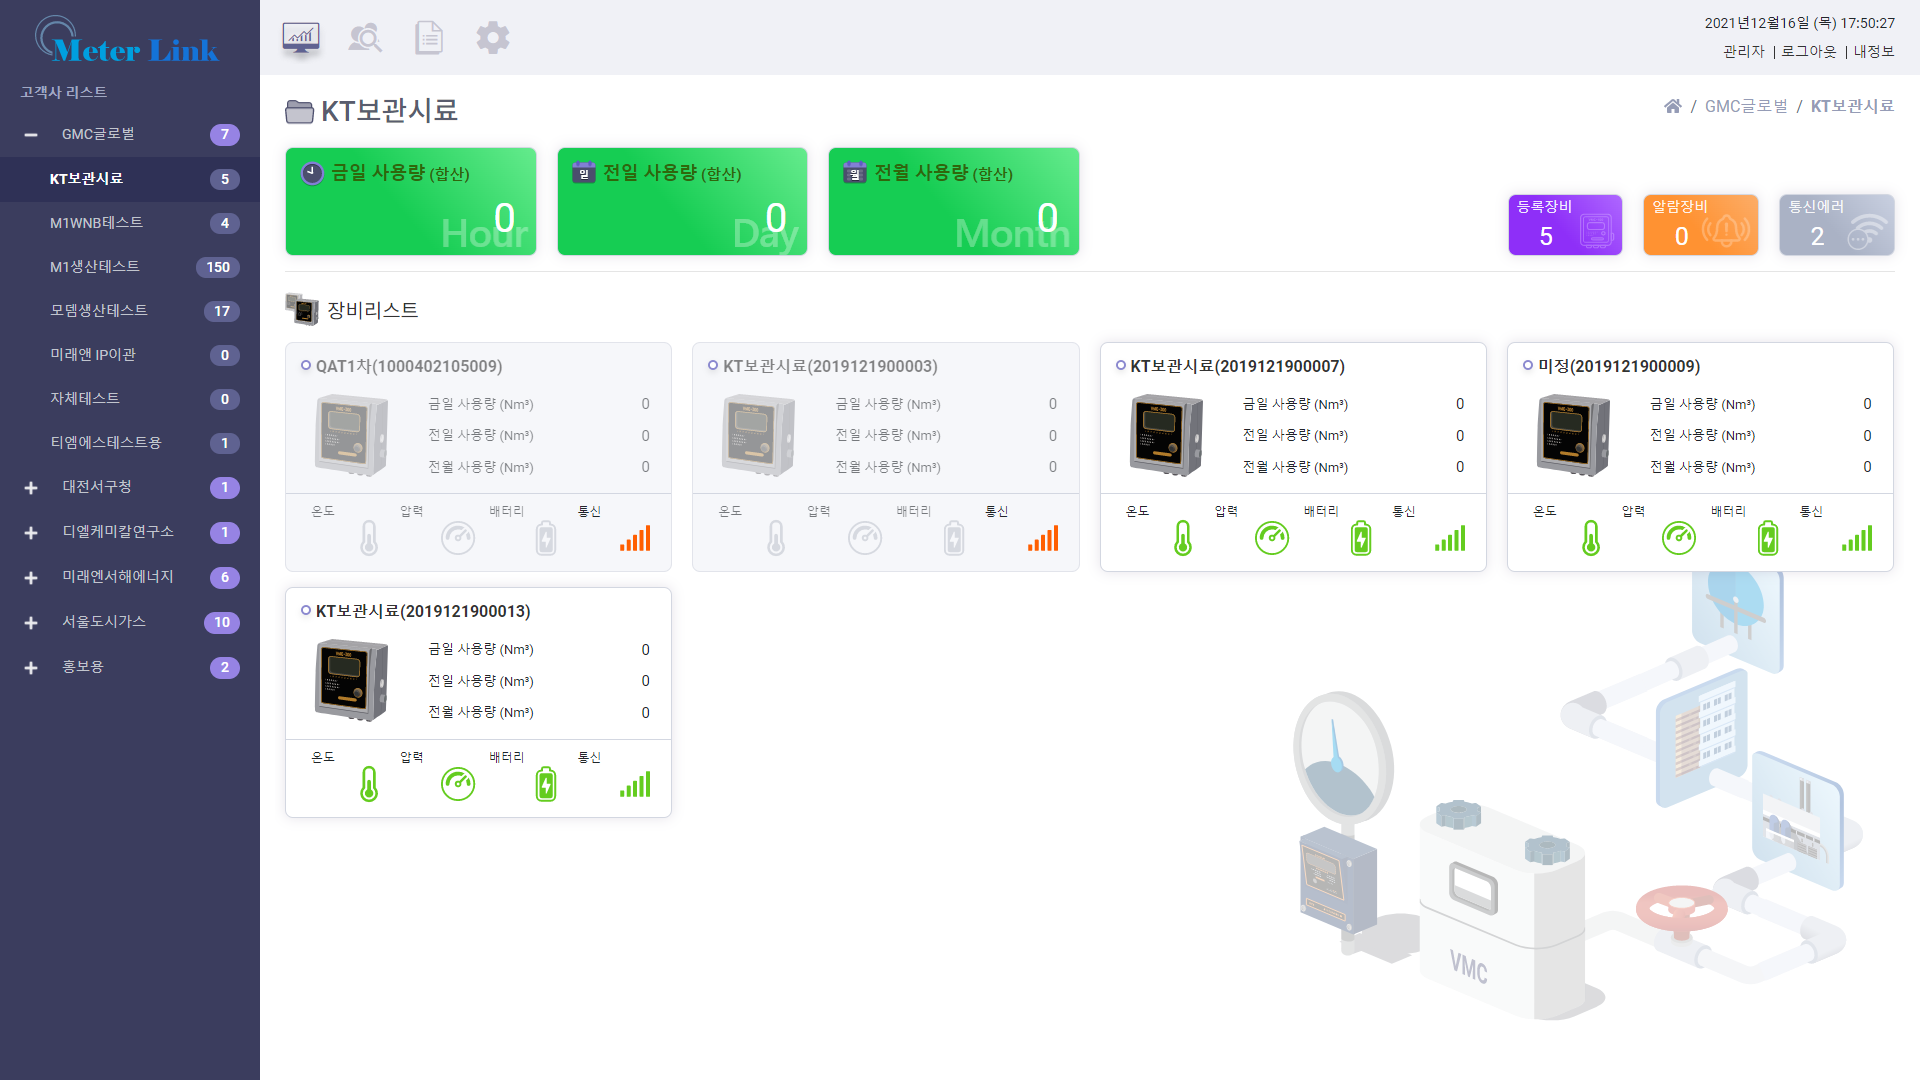 Meter Link
고객사 리스트
GMC글로벌 7
KT보관시료 5
M1WNB테스트 4
M1생산테스트 150
모뎀생산테스트 17
미래앤 IP이관 0
자체테스트 0
티엠에스테스트용 1
대전서구청 1
디엘케미칼연구소 1
미래엔서해에너지 6
서울도시가스 10
홍보용 2
2021년12월16일 (목) 17:50:27
관리자 | 로그아웃 | 내정보
KT보관시료
/ GMC글로벌 / KT보관시료
금일 사용량 (합산)
0
Hour
일 전일 사용량 (합산)
0
Day
월 전월 사용량 (합산)
0
Month
등록장비
5
알람장비
0
통신에러
2
장비리스트
QAT1차(1000402105009)
금일 사용량 (Nm³) 0
전일 사용량 (Nm³) 0
전월 사용량 (Nm³) 0
온도 압력 배터리 통신
KT보관시료(2019121900003)
금일 사용량 (Nm³) 0
전일 사용량 (Nm³) 0
전월 사용량 (Nm³) 0
온도 압력 배터리 통신
KT보관시료(2019121900007)
금일 사용량 (Nm³) 0
전일 사용량 (Nm³) 0
전월 사용량 (Nm³) 0
온도 압력 배터리 통신
미정(2019121900009)
금일 사용량 (Nm³) 0
전일 사용량 (Nm³) 0
전월 사용량 (Nm³) 0
온도 압력 배터리 통신
KT보관시료(2019121900013)
금일 사용량 (Nm³) 0
전일 사용량 (Nm³) 0
전월 사용량 (Nm³) 0
온도 압력 배터리 통신
VMC